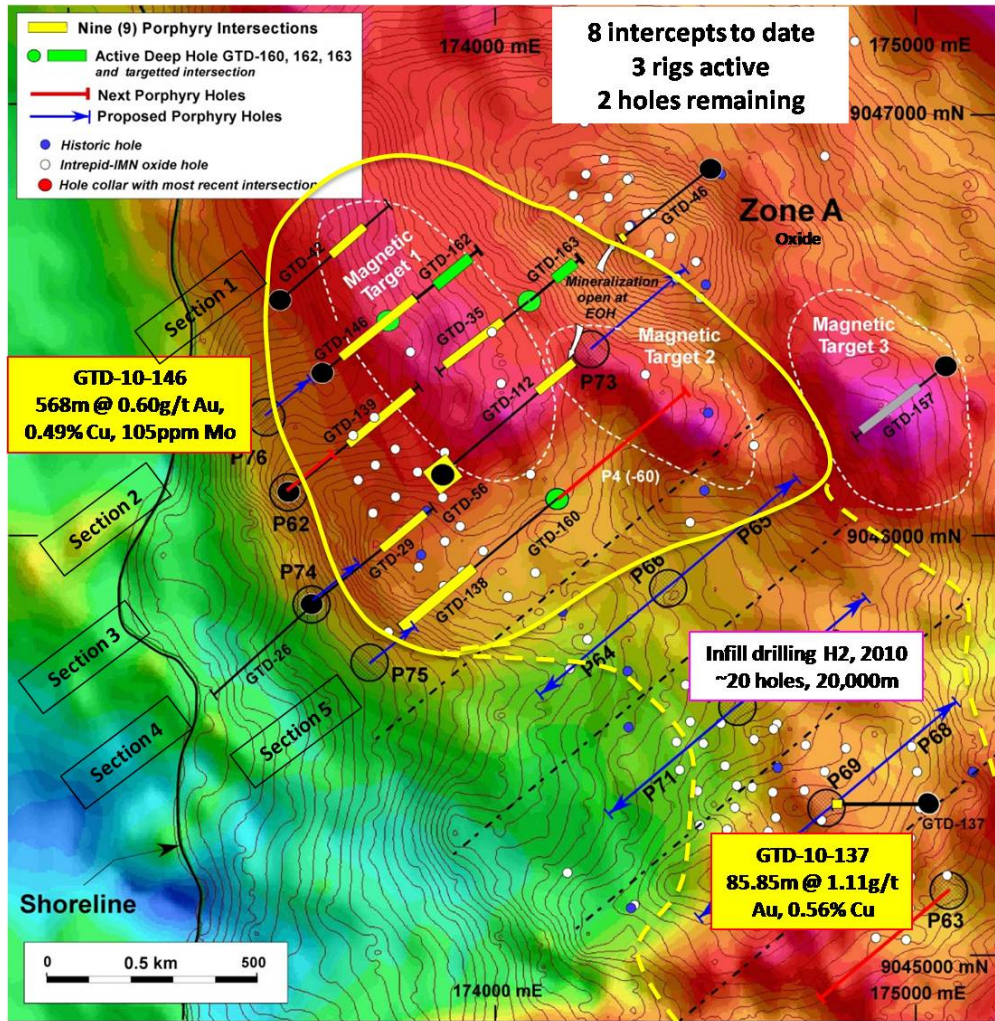 Nine (9) Porphyry Intersections
Active Deep Hole GTD-160, 162, 163
and targetted intersection
Next Porphyry Holes
Proposed Porphyry Holes
Historic hole
Intrepid-IMN oxide hole
Hole collar with most recent intersection
8 intercepts to date
3 rigs active
2 holes remaining
174000 mE
175000 mE
9047000 mN
GTD-46
Zone A
Oxide
GTD-42
Magnetic
Target 1
GTD-162
GTD-163
Mineralization
open at
EOH
Section 1
GTD-146
GTD-35
Magnetic
Target 2
Magnetic
Target 3
P73
GTD-10-146
568m @ 0.60g/t Au,
0.49% Cu, 105ppm Mo
GTD-139
GTD-112
GTD-157
P76
P4 (-60)
P62
GTD-56
Section 2
GTD-160
P65
9046000 mN
GTD-29
P74
P66
GTD-138
Section 3
P75
P64
GTD-26
Infill drilling H2, 2010
~20 holes, 20,000m
Section 4
Section 5
P68
P71
P69
GTD-137
GTD-10-137
85.85m @ 1.11g/t
Au, 0.56% Cu
Shoreline
P63
0 0.5 km 500
9045000 mN
174000 mE
175000 mE